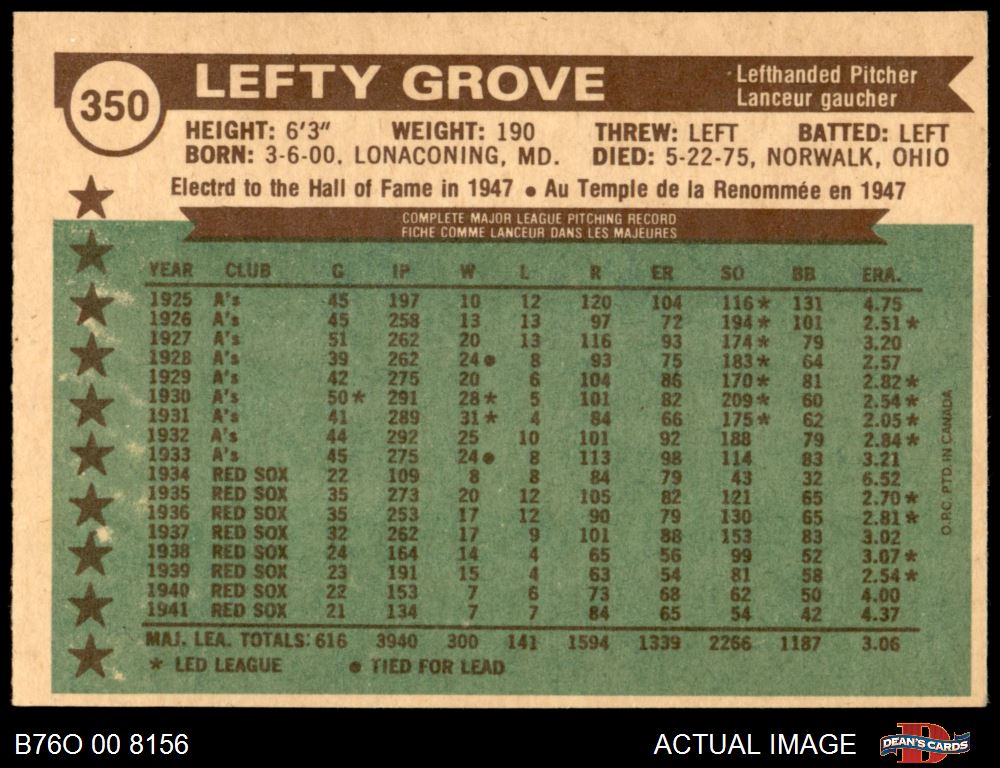 350
LEFTY GROVE
Lefthanded Pitcher
Lanceur gaucher
HEIGHT: 6'3" WEIGHT: 190 THREW: LEFT BATTED: LEFT
BORN: 3-6-00, LONACONING, MD. DIED: 5-22-75, NORWALK, OHIO
Electrd to the Hall of Fame in 1947 ● Au Temple de la Renommée en 1947
COMPLETE MAJOR LEAGUE PITCHING RECORD
FICHE COMME LANCEUR DANS LES MAJEURES
YEAR CLUB G IP W L R ER SO BB ERA.
1925 A's 45 197 10 12 120 104 116* 131 4.75
1926 A's 45 258 13 13 97 72 194* 101 2.51*
1927 A's 51 262 20 13 116 93 174* 79 3.20
1928 A's 39 262 24● 8 93 75 183* 64 2.57
1929 A's 42 275 20 6 104 86 170* 81 2.82*
1930 A's 50* 291 28* 5 101 82 209* 60 2.54*
1931 A's 41 289 31* 4 84 66 175* 62 2.05*
1932 A's 44 292 25 10 101 92 188 79 2.84*
1933 A's 45 275 24● 8 113 98 114 83 3.21
1934 RED SOX 22 109 8 8 84 79 43 32 6.52
1935 RED SOX 35 273 20 12 105 82 121 65 2.70*
1936 RED SOX 35 253 17 12 90 79 130 65 2.81*
1937 RED SOX 32 262 17 9 101 88 153 83 3.02
1938 RED SOX 24 164 14 4 65 56 99 52 3.07*
1939 RED SOX 23 191 15 4 63 54 81 58 2.54*
1940 RED SOX 22 153 7 6 73 68 62 50 4.00
1941 RED SOX 21 134 7 7 84 65 54 42 4.37
MAJ. LEA. TOTALS: 616 3940 300 141 1594 1339 2266 1187 3.06
* LED LEAGUE ● TIED FOR LEAD
O.P.C. PTD. IN CANADA
B76O 00 8156
ACTUAL IMAGE
DEAN'S CARDS